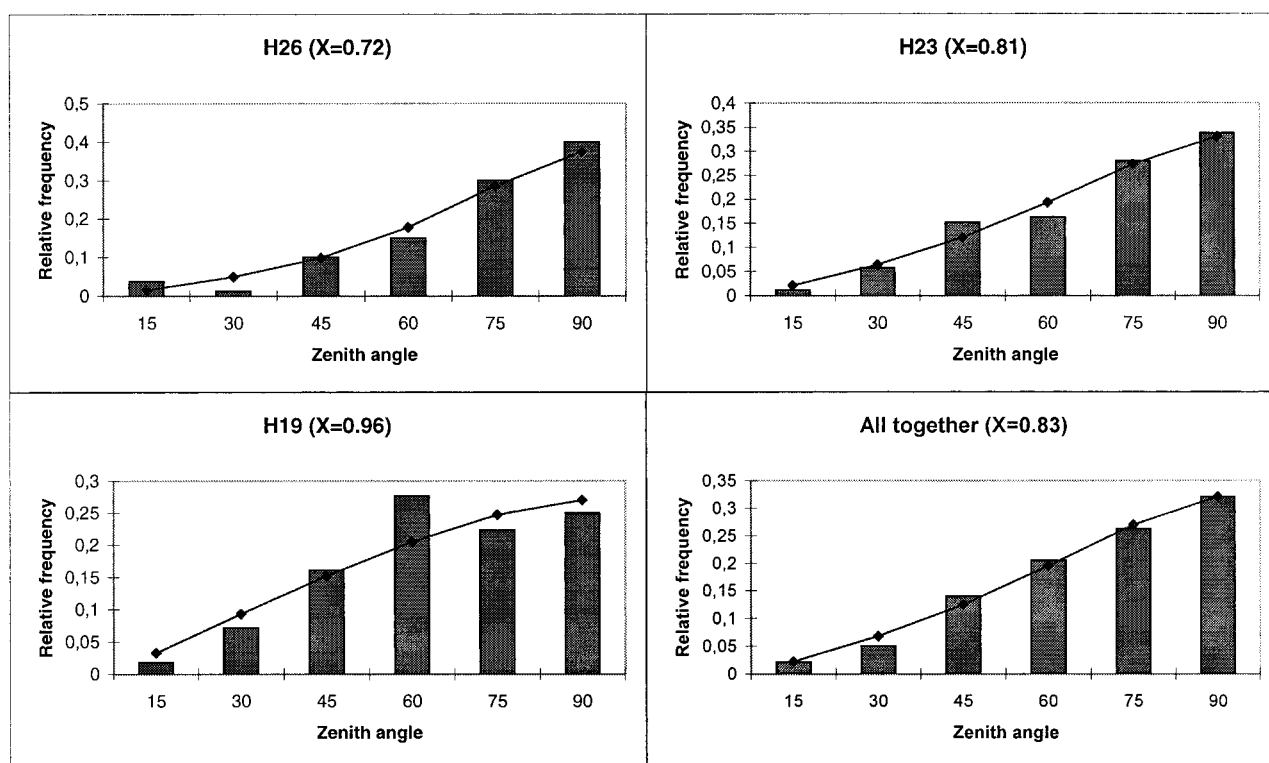 H26 (X=0.72)
Relative frequency
0,5
0,4
0,3
0,2
0,1
0
15 30 45 60 75 90
Zenith angle
H23 (X=0.81)
Relative frequency
0,4
0,35
0,3
0,25
0,2
0,15
0,1
0,05
0
15 30 45 60 75 90
Zenith angle
H19 (X=0.96)
Relative frequency
0,3
0,25
0,2
0,15
0,1
0,05
0
15 30 45 60 75 90
Zenith angle
All together (X=0.83)
Relative frequency
0,35
0,3
0,25
0,2
0,15
0,1
0,05
0
15 30 45 60 75 90
Zenith angle